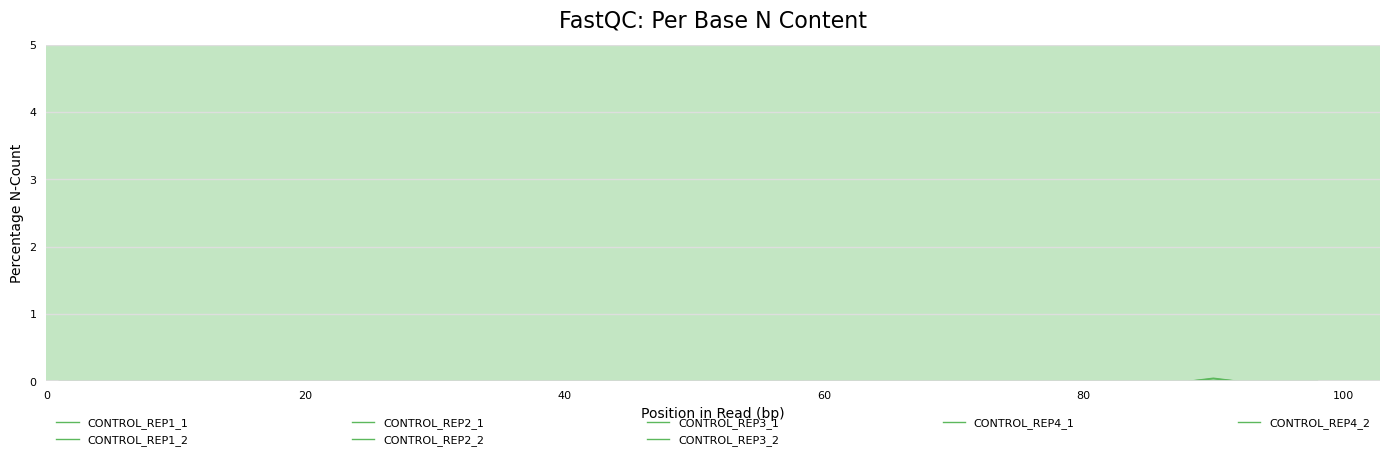 FastQC: Per Base N Content
Percentage N-Count
5
4
3
2
1
0
0 20 40 60 80 100
Position in Read (bp)
CONTROL_REP1_1 CONTROL_REP2_1 CONTROL_REP3_1 CONTROL_REP4_1 CONTROL_REP4_2
CONTROL_REP1_2 CONTROL_REP2_2 CONTROL_REP3_2